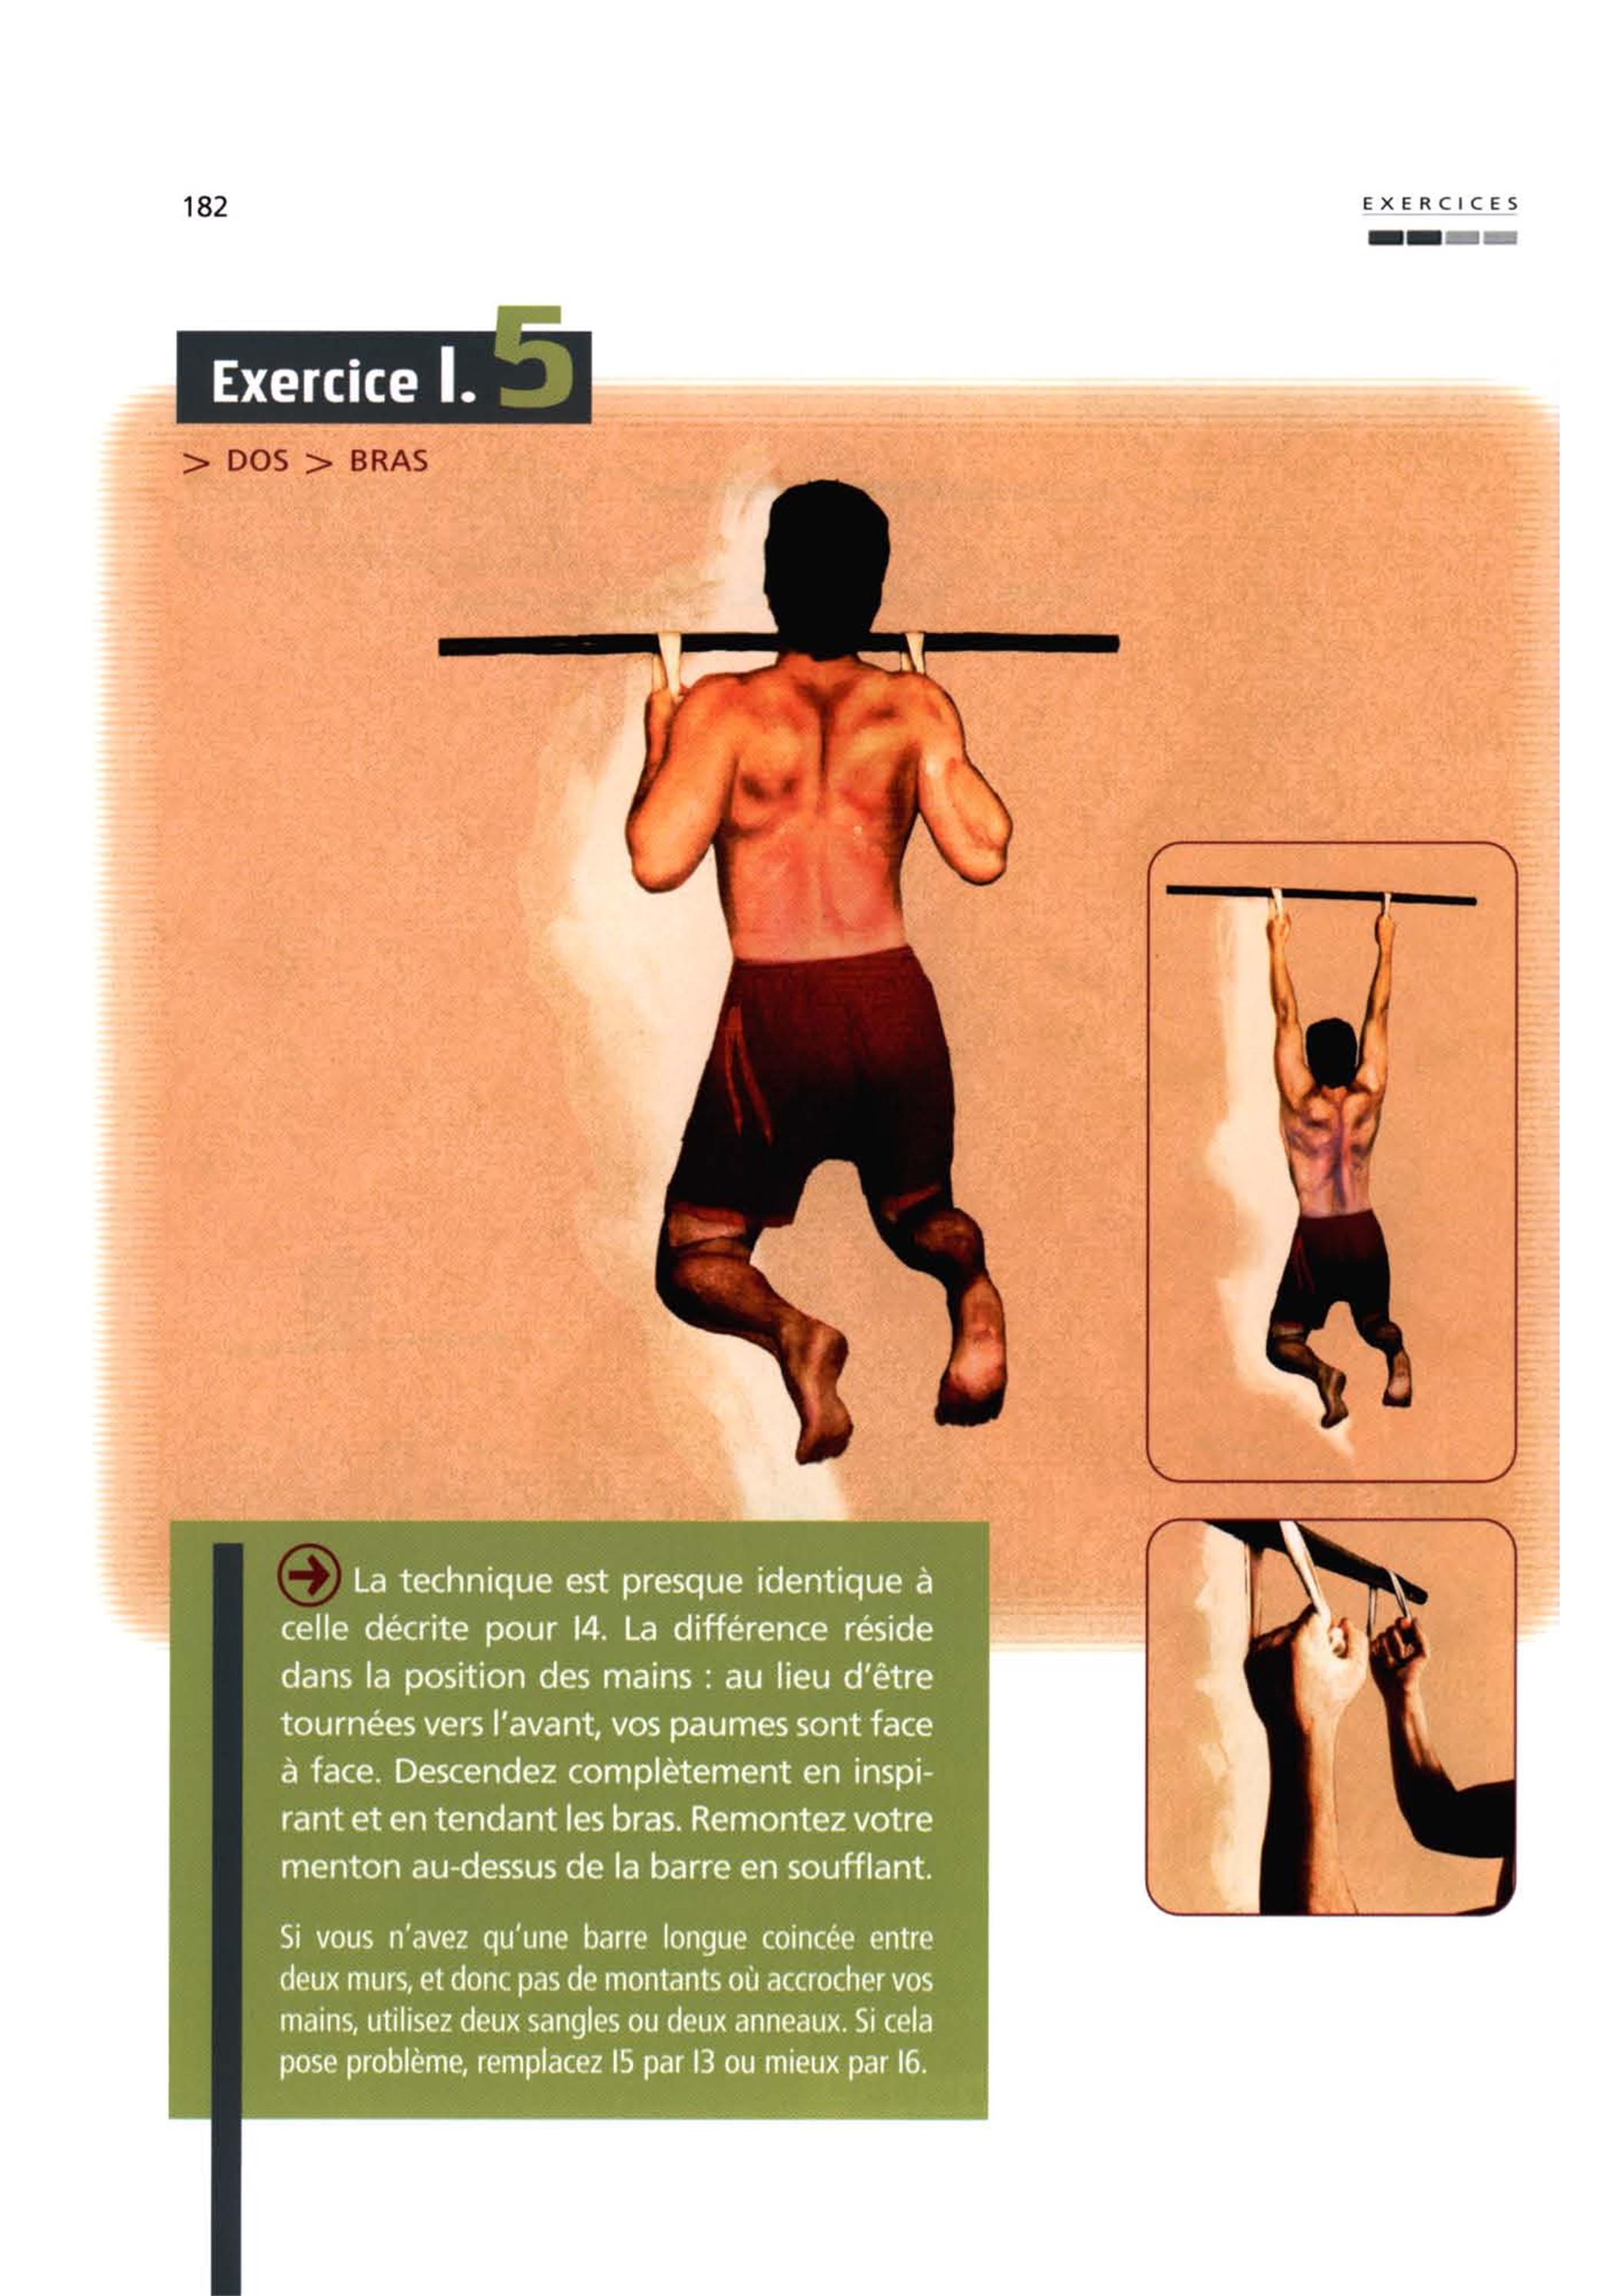 182
EXERCICES
Exercice I. 5
> DOS > BRAS
La technique est presque identique à
celle décrite pour I4. La différence réside
dans la position des mains : au lieu d'être
tournées vers l'avant, vos paumes sont face
à face. Descendez complètement en inspi-
rant et en tendant les bras. Remontez votre
menton au-dessus de la barre en soufflant.
Si vous n'avez qu'une barre longue coincée entre
deux murs, et donc pas de montants où accrocher vos
mains, utilisez deux sangles ou deux anneaux. Si cela
pose problème, remplacez I5 par I3 ou mieux par I6.